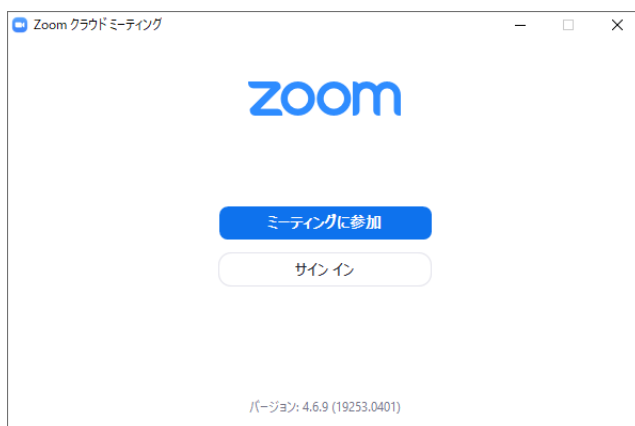 Zoom クラウド ミーティング
zoom
ミーティングに参加
サイン イン
バージョン: 4.6.9 (19253.0401)